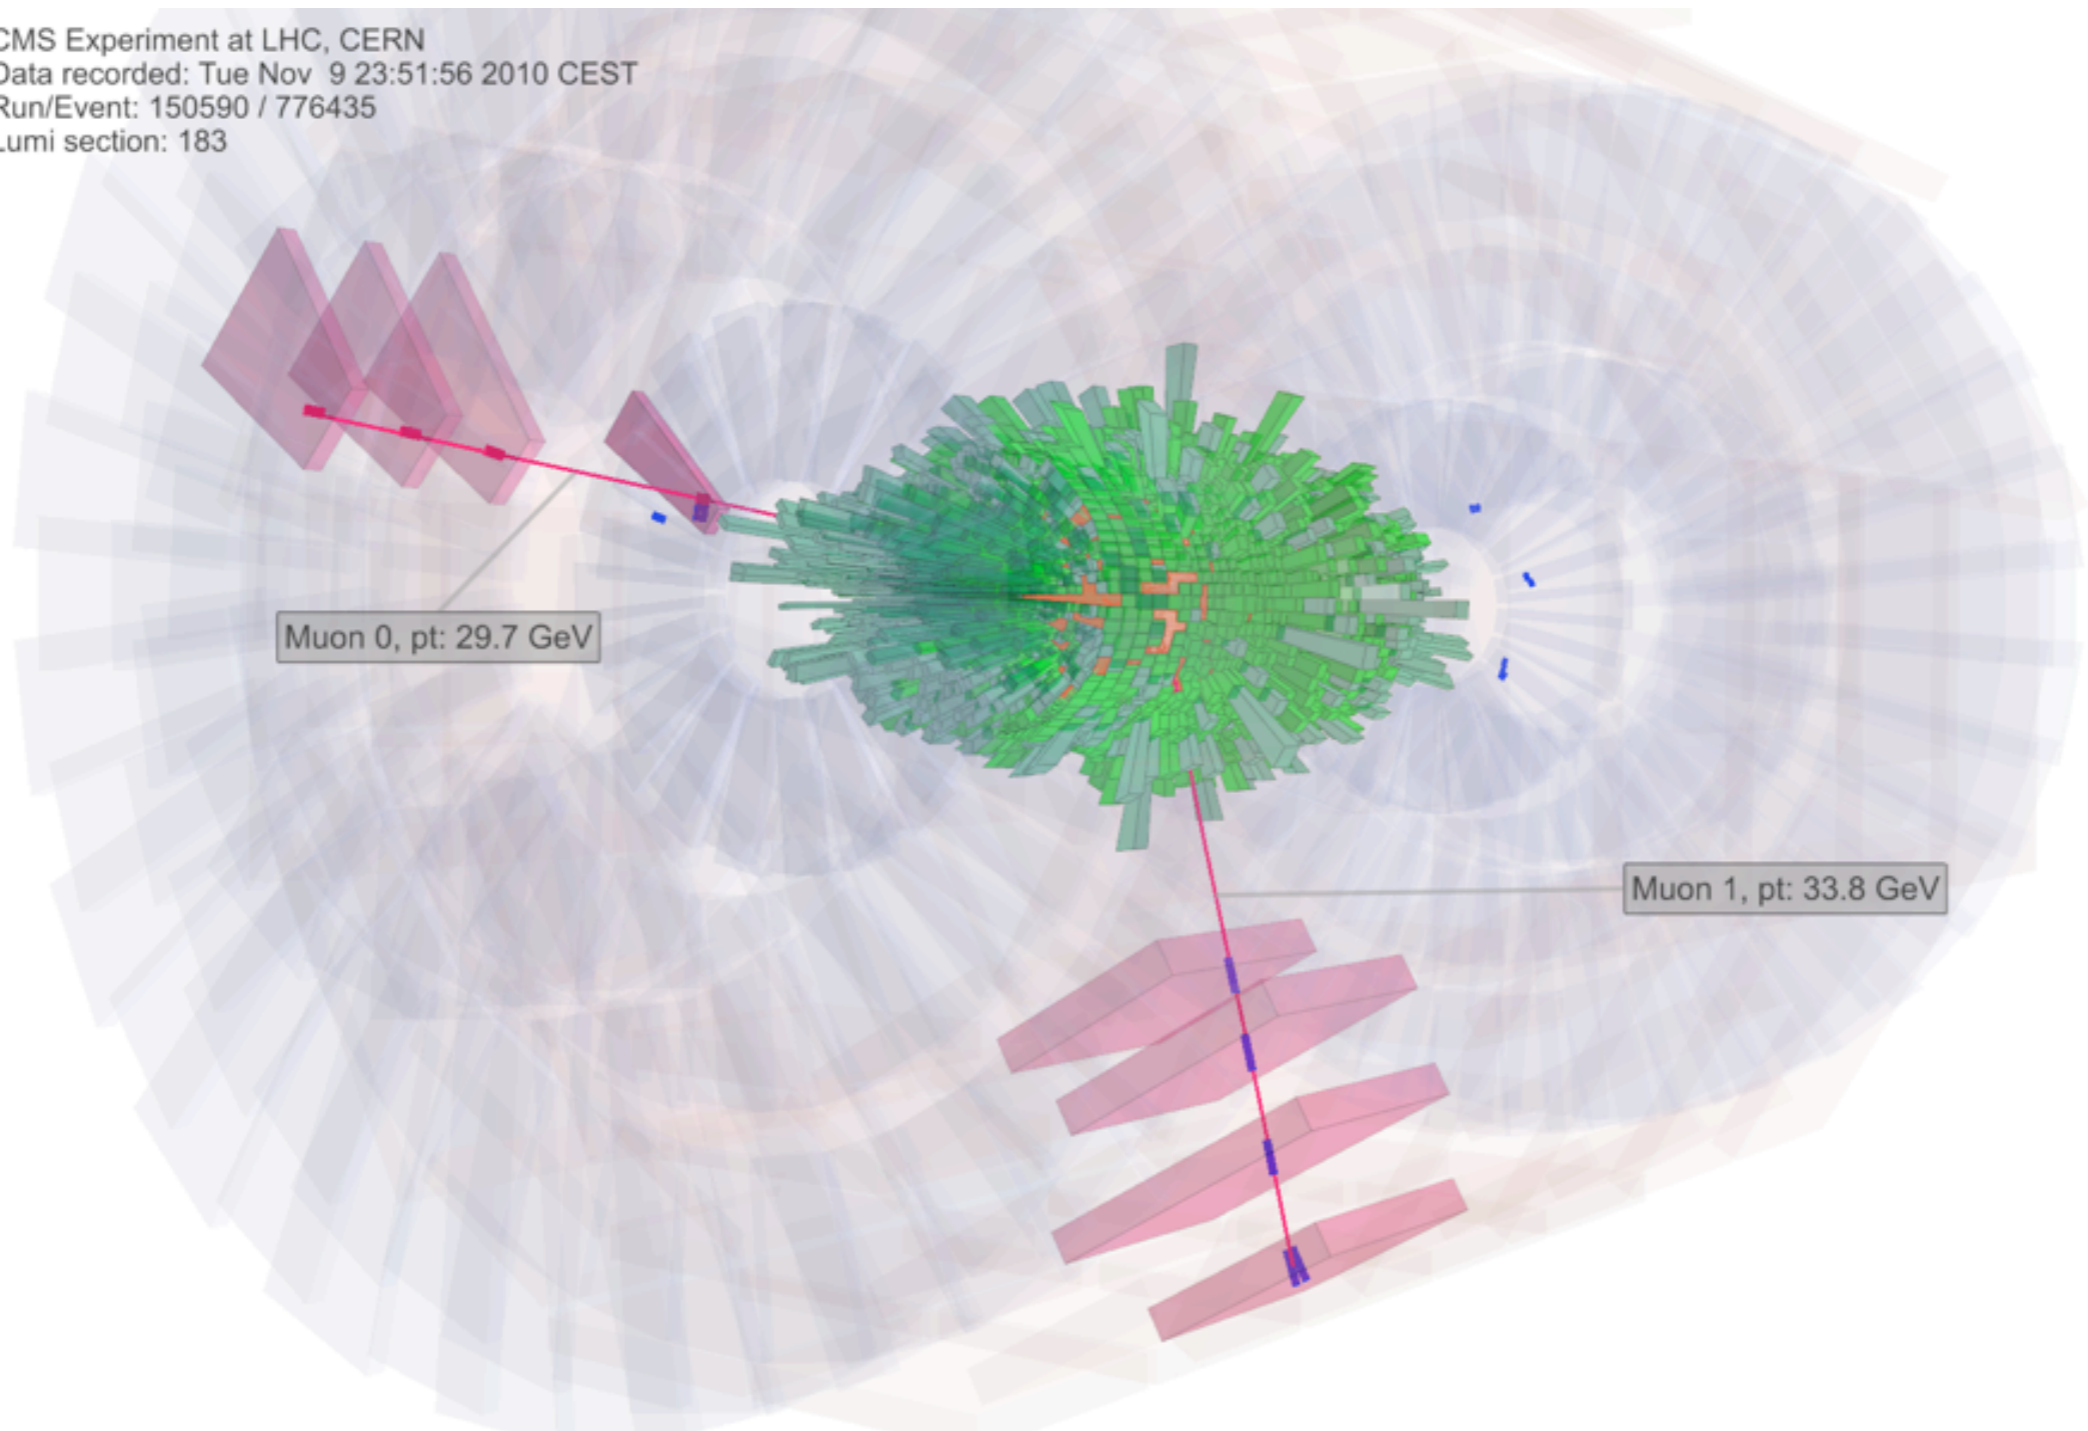 CMS Experiment at LHC, CERN
Data recorded: Tue Nov 9 23:51:56 2010 CEST
Run/Event: 150590 / 776435
Lumi section: 183
Muon 0, pt: 29.7 GeV
Muon 1, pt: 33.8 GeV